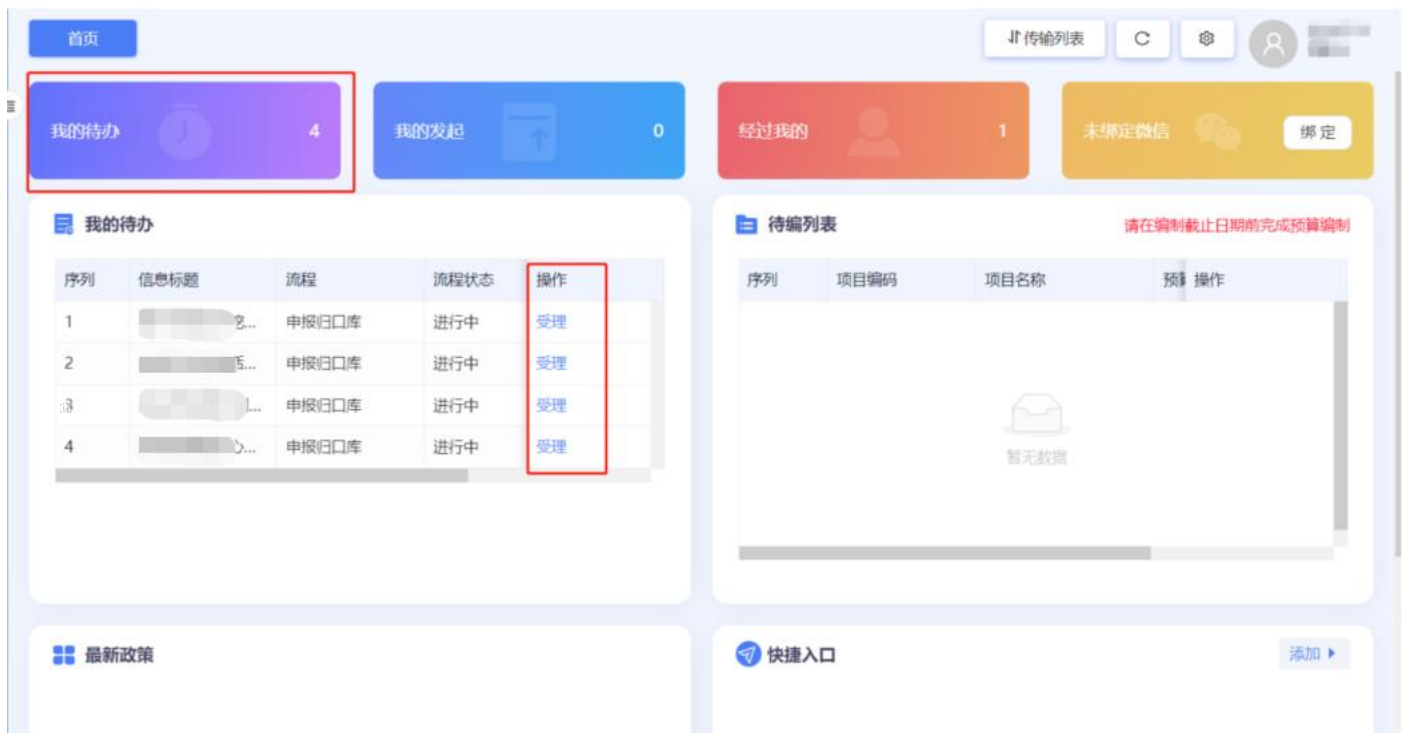 首页
传输列表
我的待办 4
我的发起 0
经过我的 1
未绑定微信 绑定
我的待办
序列 信息标题 流程 流程状态 操作
1 ... 申报归口库 进行中 受理
2 ... 申报归口库 进行中 受理
3 ... 申报归口库 进行中 受理
4 心... 申报归口库 进行中 受理
待编列表 请在编制截止日期前完成预算编制
序列 项目编码 项目名称 预算 操作
暂无数据
最新政策
快捷入口 添加